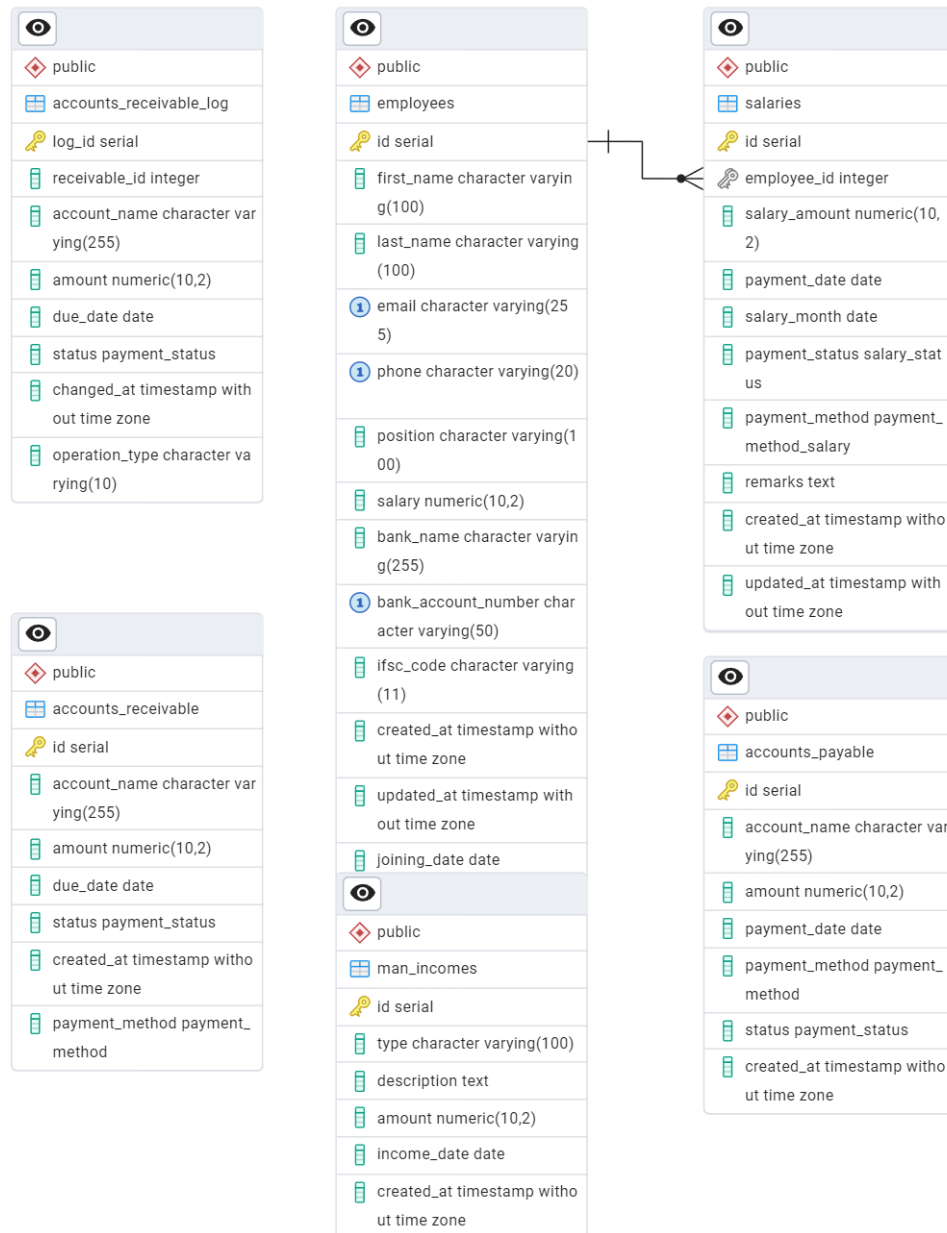 public
accounts_receivable_log
log_id serial
receivable_id integer
account_name character var
ying(255)
amount numeric(10,2)
due_date date
status payment_status
changed_at timestamp with
out time zone
operation_type character va
rying(10)
public
accounts_receivable
id serial
account_name character var
ying(255)
amount numeric(10,2)
due_date date
status payment_status
created_at timestamp witho
ut time zone
payment_method payment_
method
public
employees
id serial
first_name character varyin
g(100)
last_name character varying
(100)
1
email character varying(25
5)
1
phone character varying(20)
position character varying(1
00)
salary numeric(10,2)
bank_name character varyin
g(255)
1
bank_account_number char
acter varying(50)
ifsc_code character varying
(11)
created_at timestamp witho
ut time zone
updated_at timestamp with
out time zone
joining_date date
public
man_incomes
id serial
type character varying(100)
description text
amount numeric(10,2)
income_date date
created_at timestamp witho
ut time zone
public
salaries
id serial
employee_id integer
salary_amount numeric(10,
2)
payment_date date
salary_month date
payment_status salary_stat
us
payment_method payment_
method_salary
remarks text
created_at timestamp witho
ut time zone
updated_at timestamp with
out time zone
public
accounts_payable
id serial
account_name character var
ying(255)
amount numeric(10,2)
payment_date date
payment_method payment_
method
status payment_status
created_at timestamp witho
ut time zone